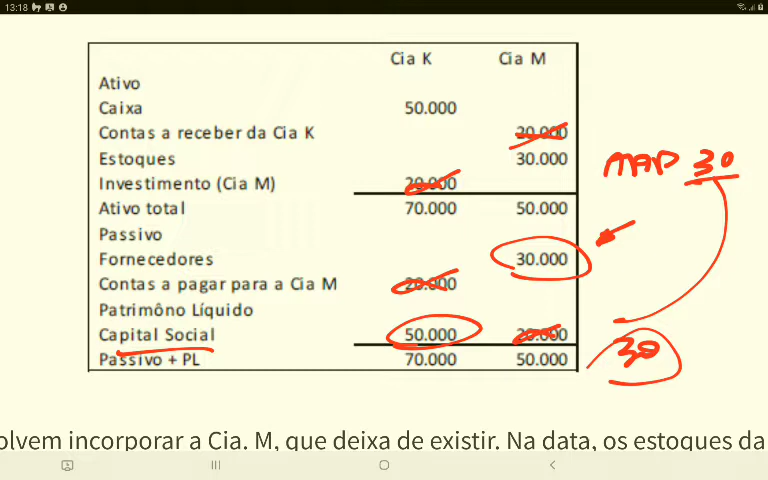 13:18
Cia K Cia M
Ativo
Caixa 50.000
Contas a receber da Cia K 20.000
Estoques 30.000
Investimento (Cia M) 20.000
Ativo total 70.000 50.000
Passivo
Fornecedores 30.000
Contas a pagar para a Cia M 20.000
Patrimôno Líquido
Capital Social 50.000 20.000
Passivo + PL 70.000 50.000
MAP 30
30
olvem incorporar a Cia. M, que deixa de existir. Na data, os estoques da